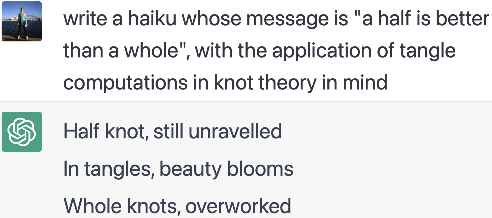 write a haiku whose message is "a half is better
than a whole", with the application of tangle
computations in knot theory in mind
Half knot, still unravelled
In tangles, beauty blooms
Whole knots, overworked